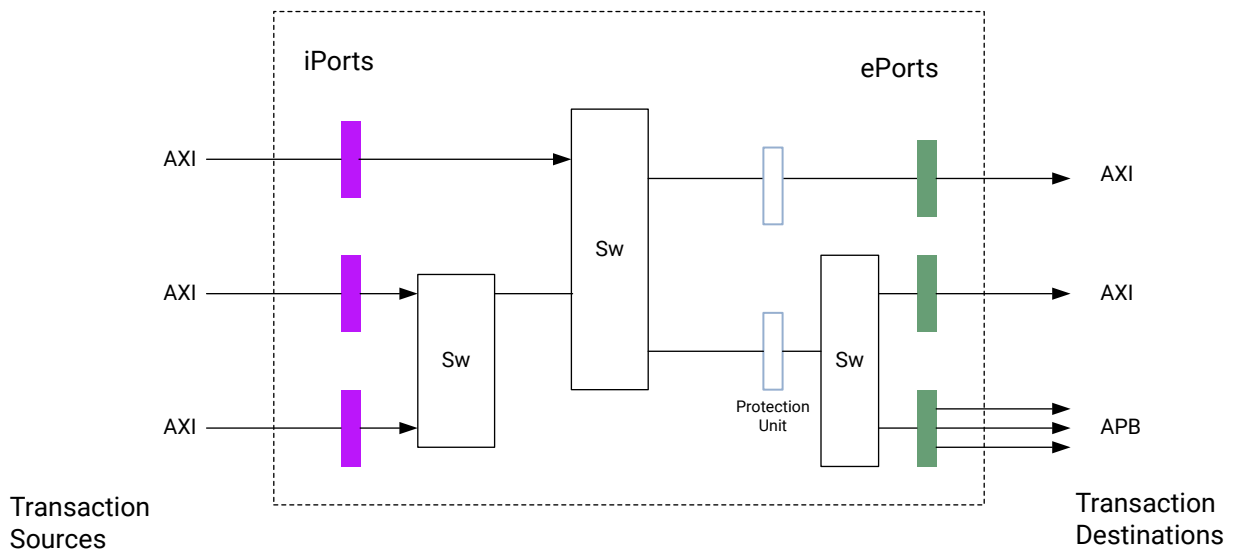 iPorts
ePorts
AXI
AXI
Sw
AXI
AXI
Sw
Sw
Protection
Unit
AXI
APB
Transaction
Sources
Transaction
Destinations